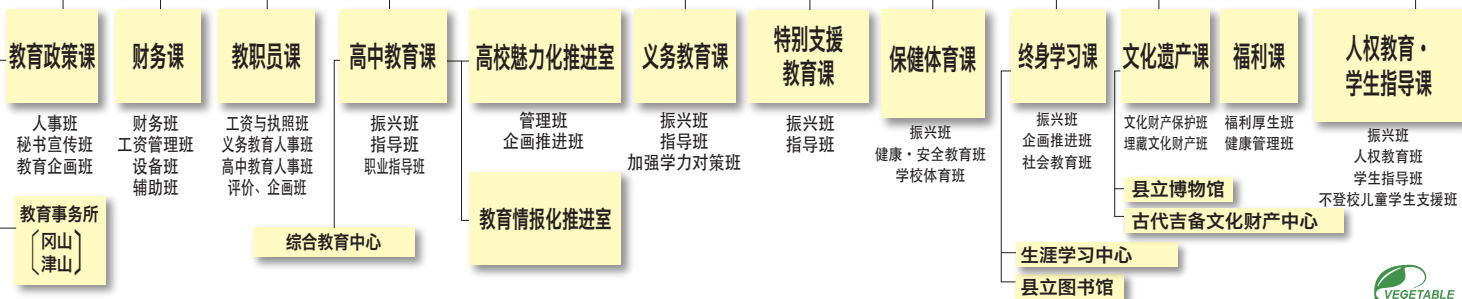 教育政策课
人事班
秘书宣传班
教育企画班
教育事务所
冈山
津山
财务课
财务班
工资管理班
设备班
辅助班
教职员课
工资与执照班
义务教育人事班
高中教育人事班
评价、企画班
高中教育课
振兴班
指导班
职业指导班
综合教育中心
高校魅力化推进室
管理班
企画推进班
教育情报化推进室
义务教育课
振兴班
指导班
加强学力对策班
特别支援
教育课
振兴班
指导班
保健体育课
振兴班
健康・安全教育班
学校体育班
终身学习课
振兴班
企画推进班
社会教育班
生涯学习中心
县立图书馆
文化遗产课
文化财产保护班
埋藏文化财产班
县立博物馆
古代吉备文化财产中心
福利课
福利厚生班
健康管理班
人权教育・
学生指导课
振兴班
人权教育班
学生指导班
不登校儿童学生支援班
VEGETABLE